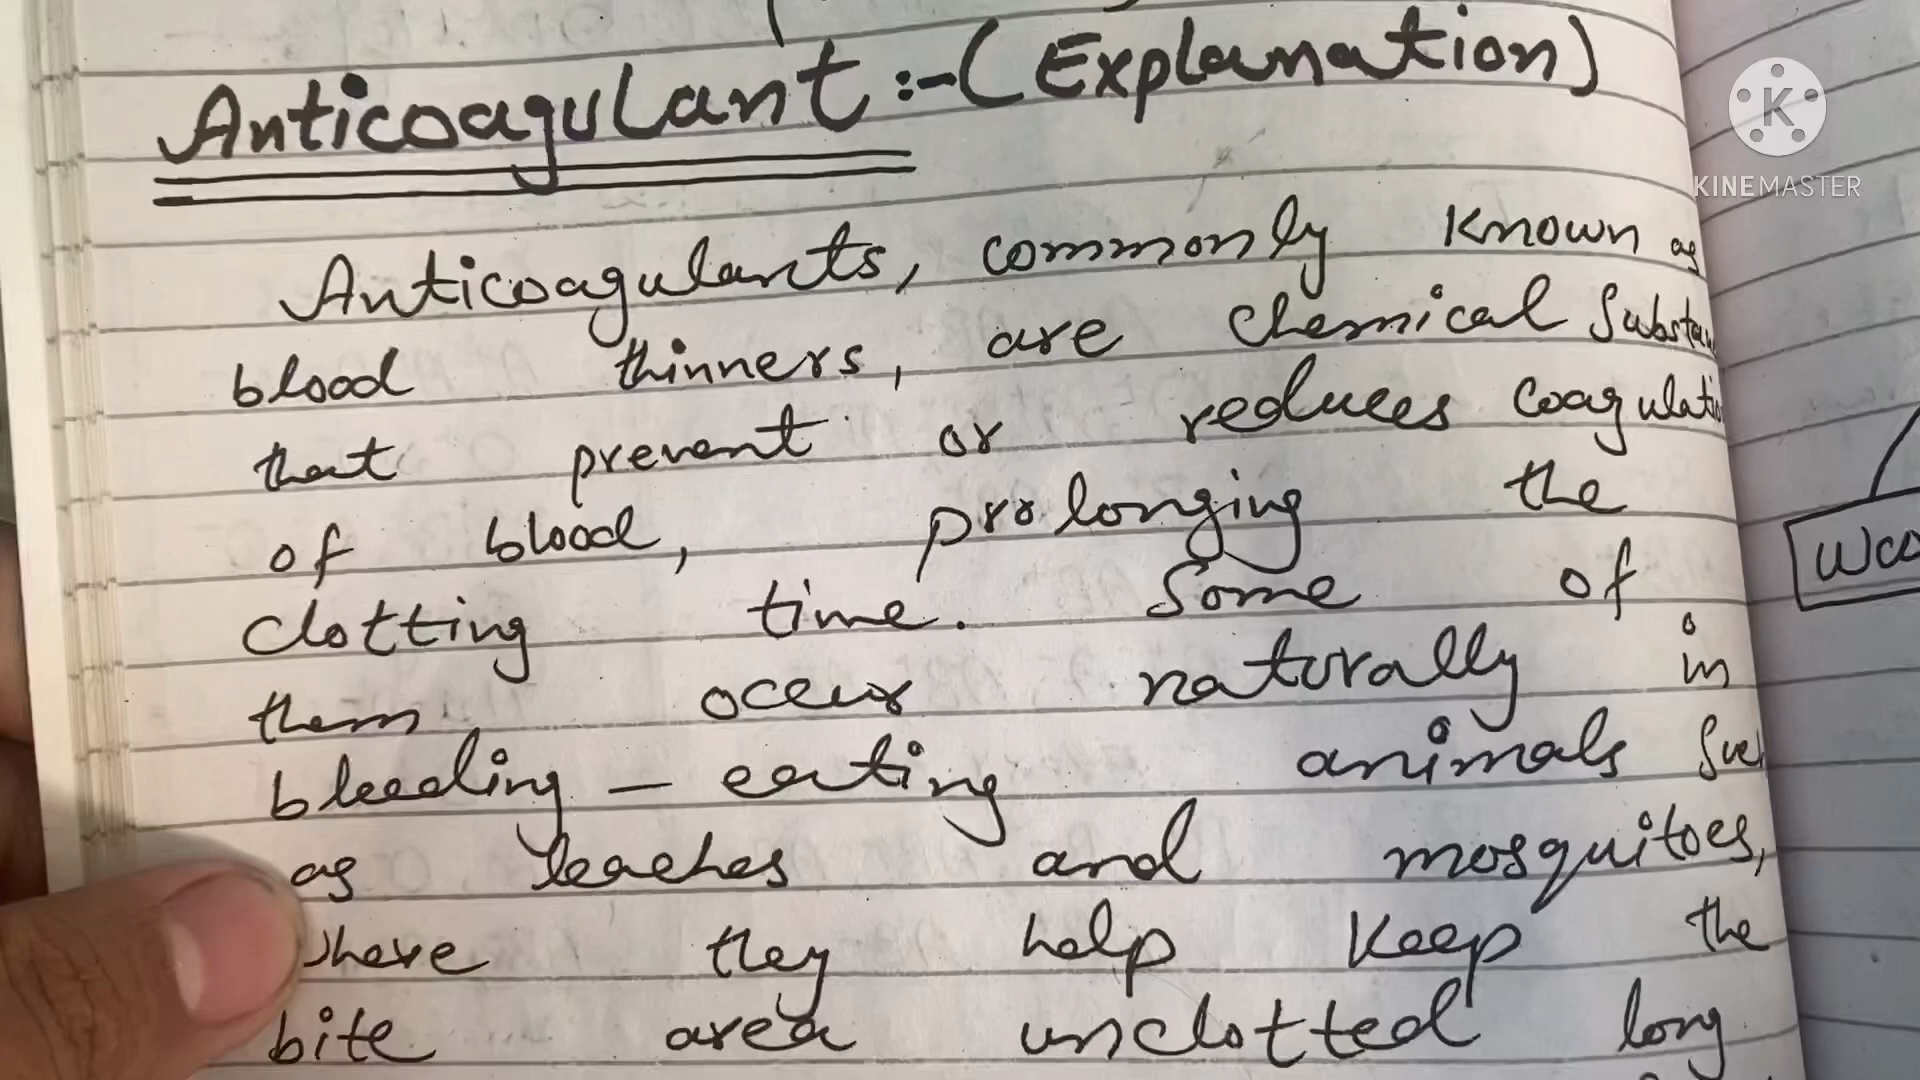 Anticoagulant :- (Explanation)
Anticoagulants, commonly known as
blood thinners, are chemical Substan
that prevent or reduces coagulatio
of blood, prolonging the
clotting time. Some of
them occur naturally in
bleeding - eating animals Such
as leaches and mosquitoes,
where they help keep the
bite area unclotted long
KINEMASTER